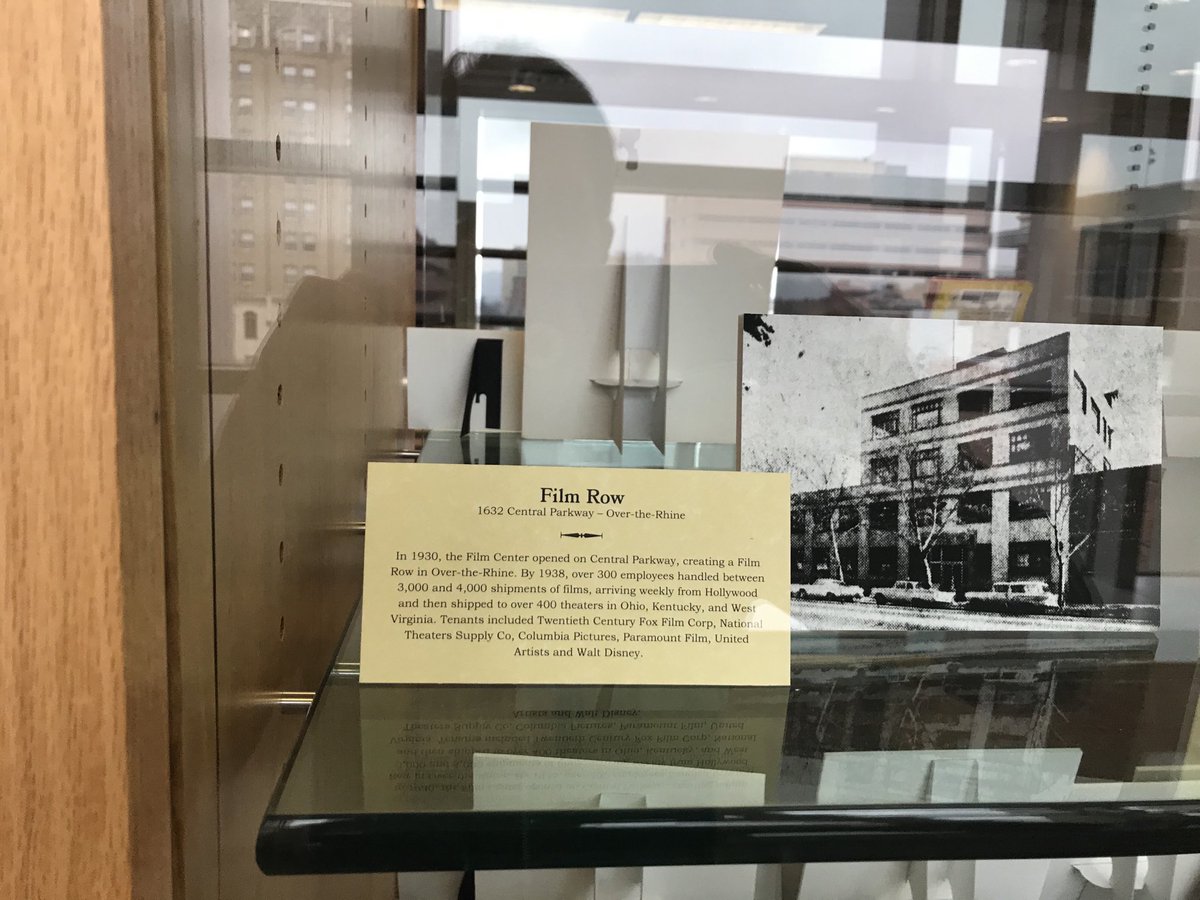 Film Row
1632 Central Parkway – Over-the-Rhine
In 1930, the Film Center opened on Central Parkway, creating a Film
Row in Over-the-Rhine. By 1938, over 300 employees handled between
3,000 and 4,000 shipments of films, arriving weekly from Hollywood
and then shipped to over 400 theaters in Ohio, Kentucky, and West
Virginia. Tenants included Twentieth Century Fox Film Corp, National
Theaters Supply Co, Columbia Pictures, Paramount Film, United
Artists and Walt Disney.